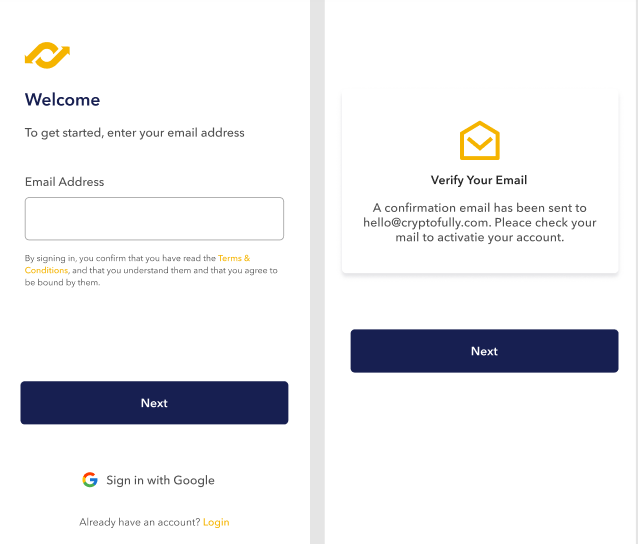 Welcome
To get started, enter your email address
Email Address
By signing in, you confirm that you have read the Terms &
Conditions, and that you understand them and that you agree to
be bound by them.
Next
Sign in with Google
Already have an account? Login
Verify Your Email
A confirmation email has been sent to
hello@cryptofully.com. Pleace check your
mail to activatie your account.
Next